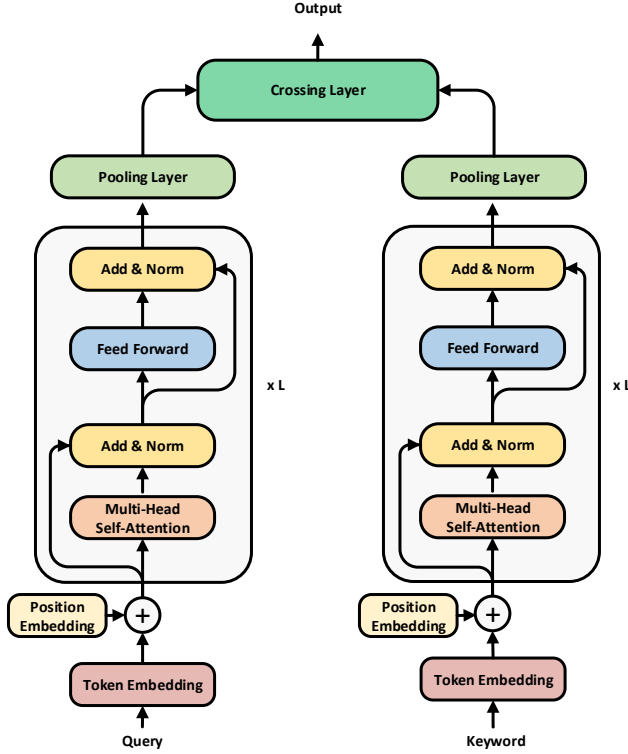 Output
Crossing Layer
Pooling Layer
Pooling Layer
Add & Norm
Add & Norm
Feed Forward
Feed Forward
x L
x L
Add & Norm
Add & Norm
Multi-Head
Self-Attention
Multi-Head
Self-Attention
Position
Embedding
+
Position
Embedding
+
Token Embedding
Token Embedding
Query
Keyword